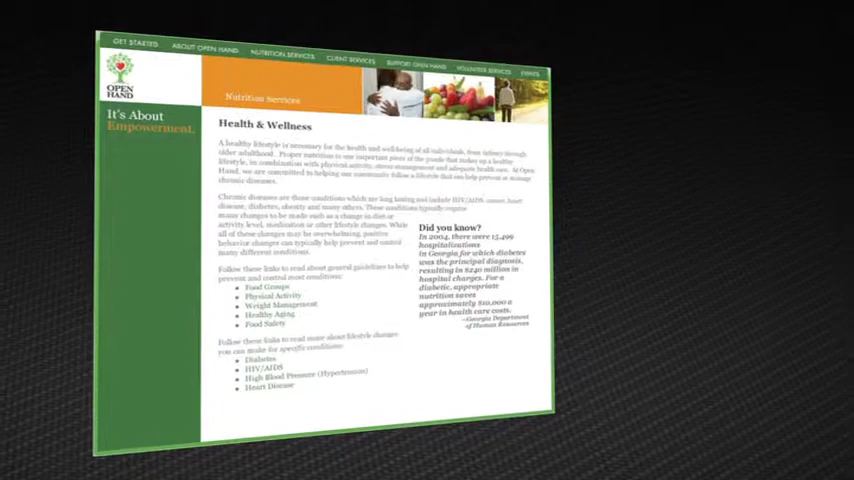 GET STARTED ABOUT OPEN HAND NUTRITION SERVICES CLIENT SERVICES SUPPORT OPEN HAND VOLUNTEER SERVICES EVENTS
OPEN
HAND
It's About
Empowerment.
Nutrition Services
Health & Wellness
A healthy lifestyle is necessary for the health and well-being of all individuals, from infancy through
older adulthood. Proper nutrition is one important piece of the puzzle that makes up a healthy
lifestyle, in combination with physical activity, stress management and adequate health care. At Open
Hand, we are committed to helping our community follow a lifestyle that can help prevent or manage
chronic diseases.
Chronic diseases are those conditions which are long lasting and include HIV/AIDS, cancer, heart
disease, diabetes, obesity and many others. These conditions typically require
many changes to be made such as a change in diet or
activity level, medication or other lifestyle changes. While
all of these changes may be overwhelming, positive
behavior changes can typically help prevent and control
many different conditions.
Follow these links to read about general guidelines to help
prevent and control most conditions:
Food Groups
Physical Activity
Weight Management
Healthy Aging
Food Safety
Follow these links to read more about lifestyle changes
you can make for specific conditions:
Diabetes
HIV/AIDS
High Blood Pressure (Hypertension)
Heart Disease
Did you know?
In 2004, there were 15,499
hospitalizations
in Georgia for which diabetes
was the principal diagnosis,
resulting in $240 million in
hospital charges. For a
diabetic, appropriate
nutrition saves
approximately $10,000 a
year in health care costs.
—Georgia Department
of Human Resources